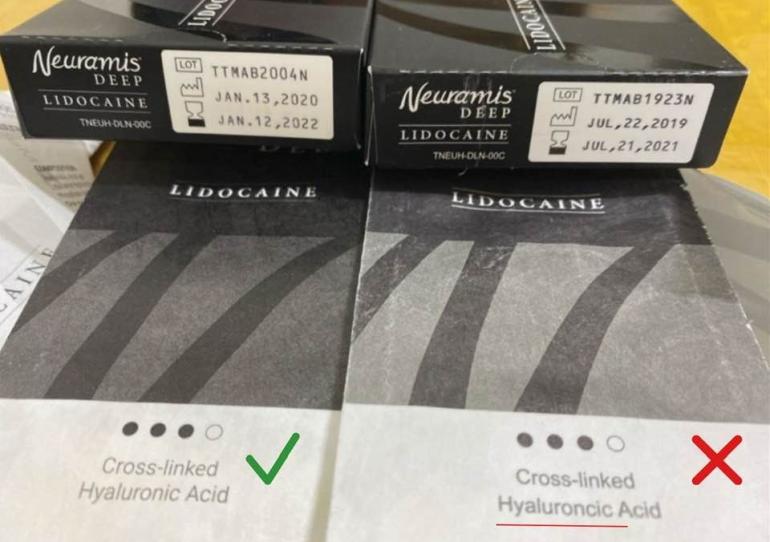 LIDOCAINE
Neuramis
DEEP
LIDOCAINE
TNEUH-DLN-00C
LOT TTMAB2004N
JAN.13,2020
JAN.12,2022
LIDOCAINE
Neuramis
DEEP
LIDOCAINE
TNEUH-DLN-00C
LOT TTMAB1923N
JUL,22,2019
JUL,21,2021
LIDOCAINE
Cross-linked
Hyaluronic Acid
LIDOCAINE
Cross-linked
Hyaluroncic Acid